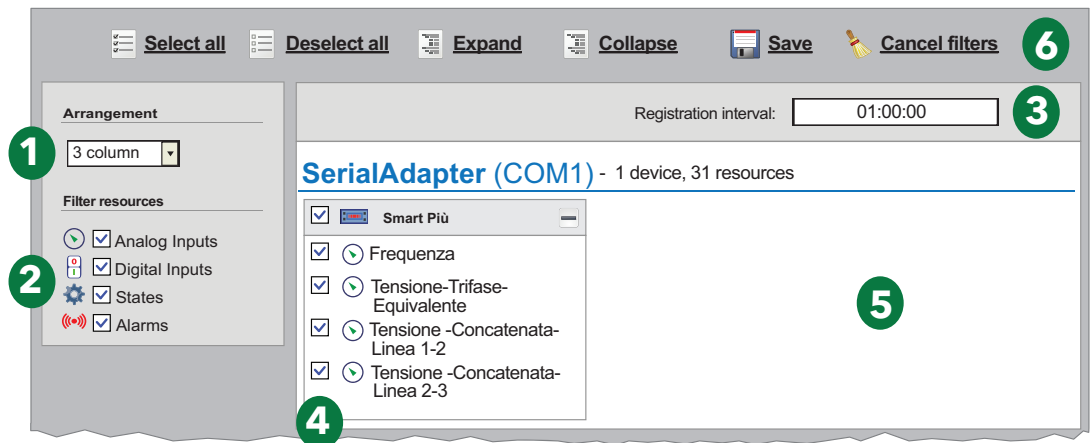 Select all
Deselect all
Expand
Collapse
Save
Cancel filters
6
Arrangement
1
3 column
Registration interval:
01:00:00
3
SerialAdapter (COM1) - 1 device, 31 resources
Filter resources
2
Analog Inputs
Digital Inputs
States
Alarms
Smart Più
Frequenza
Tensione-Trifase-
Equivalente
Tensione -Concatenata-
Linea 1-2
Tensione -Concatenata-
Linea 2-3
5
4